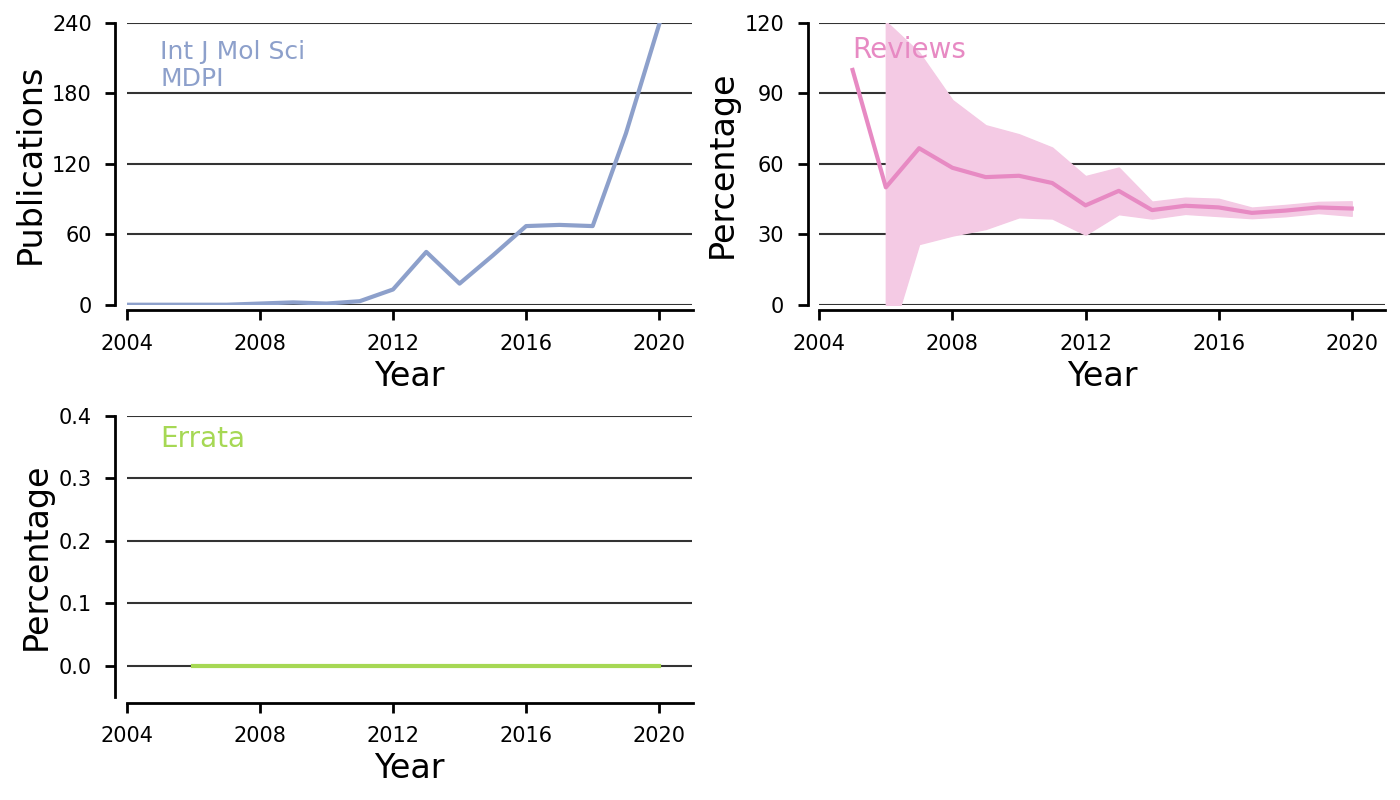 240
180
120
60
0
Publications
Int J Mol Sci
MDPI
2004 2008 2012 2016 2020
Year
120
90
60
30
0
Percentage
Reviews
2004 2008 2012 2016 2020
Year
0.4
0.3
0.2
0.1
0.0
Percentage
Errata
2004 2008 2012 2016 2020
Year